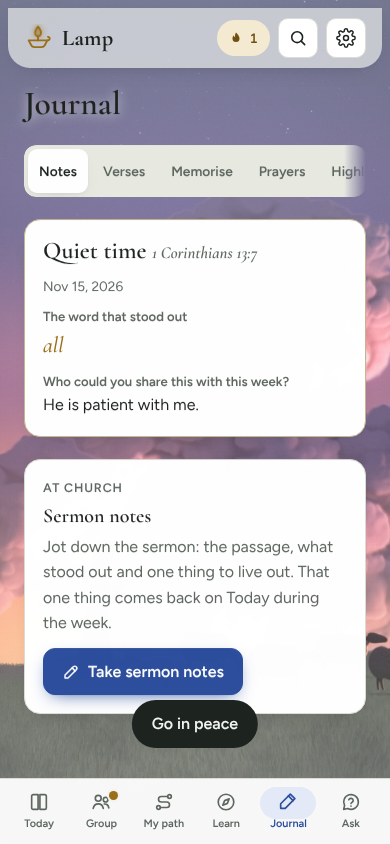 Lamp
1
Journal
Notes Verses Memorise Prayers Highl
Quiet time 1 Corinthians 13:7
Nov 15, 2026
The word that stood out
all
Who could you share this with this week?
He is patient with me.
AT CHURCH
Sermon notes
Jot down the sermon: the passage, what
stood out and one thing to live out. That
one thing comes back on Today during
the week.
Take sermon notes
Go in peace
Today Group My path Learn Journal Ask